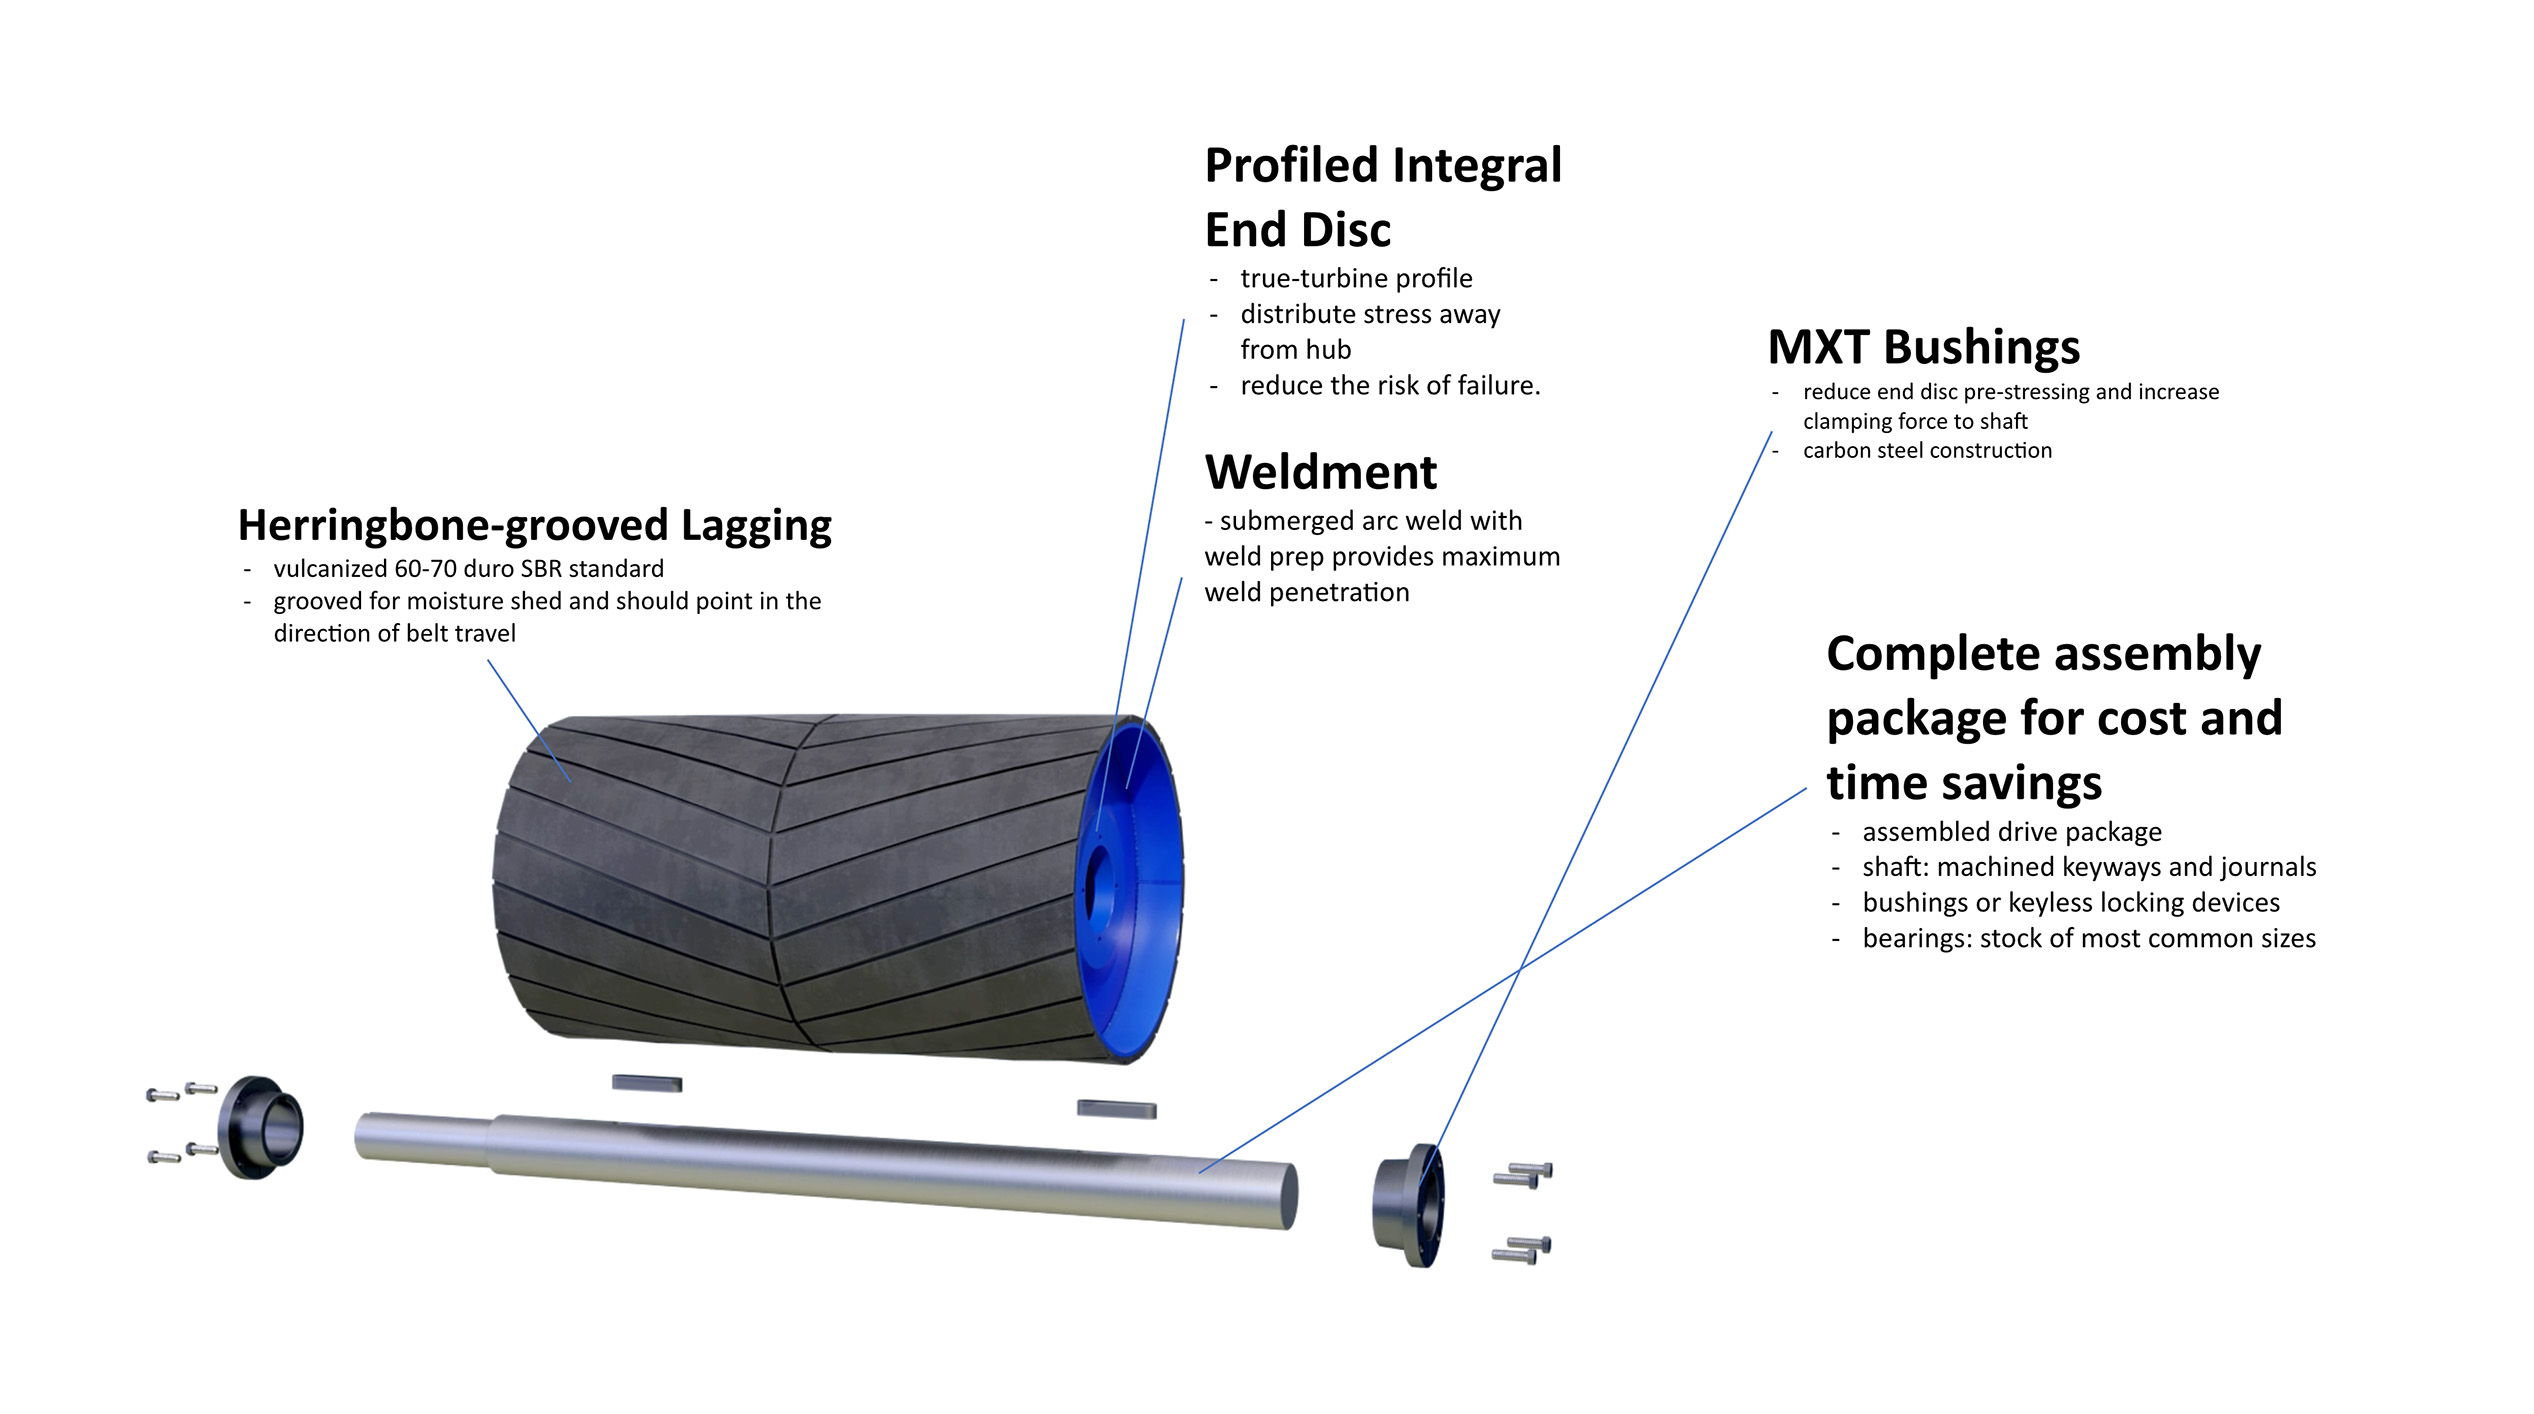 Profiled Integral
End Disc
- true-turbine profile
- distribute stress away
from hub
- reduce the risk of failure.
MXT Bushings
- reduce end disc pre-stressing and increase
clamping force to shaft
- carbon steel construction
Weldment
- submerged arc weld with
weld prep provides maximum
weld penetration
Herringbone-grooved Lagging
- vulcanized 60-70 duro SBR standard
- grooved for moisture shed and should point in the
direction of belt travel
Complete assembly
package for cost and
time savings
- assembled drive package
- shaft: machined keyways and journals
- bushings or keyless locking devices
- bearings: stock of most common sizes